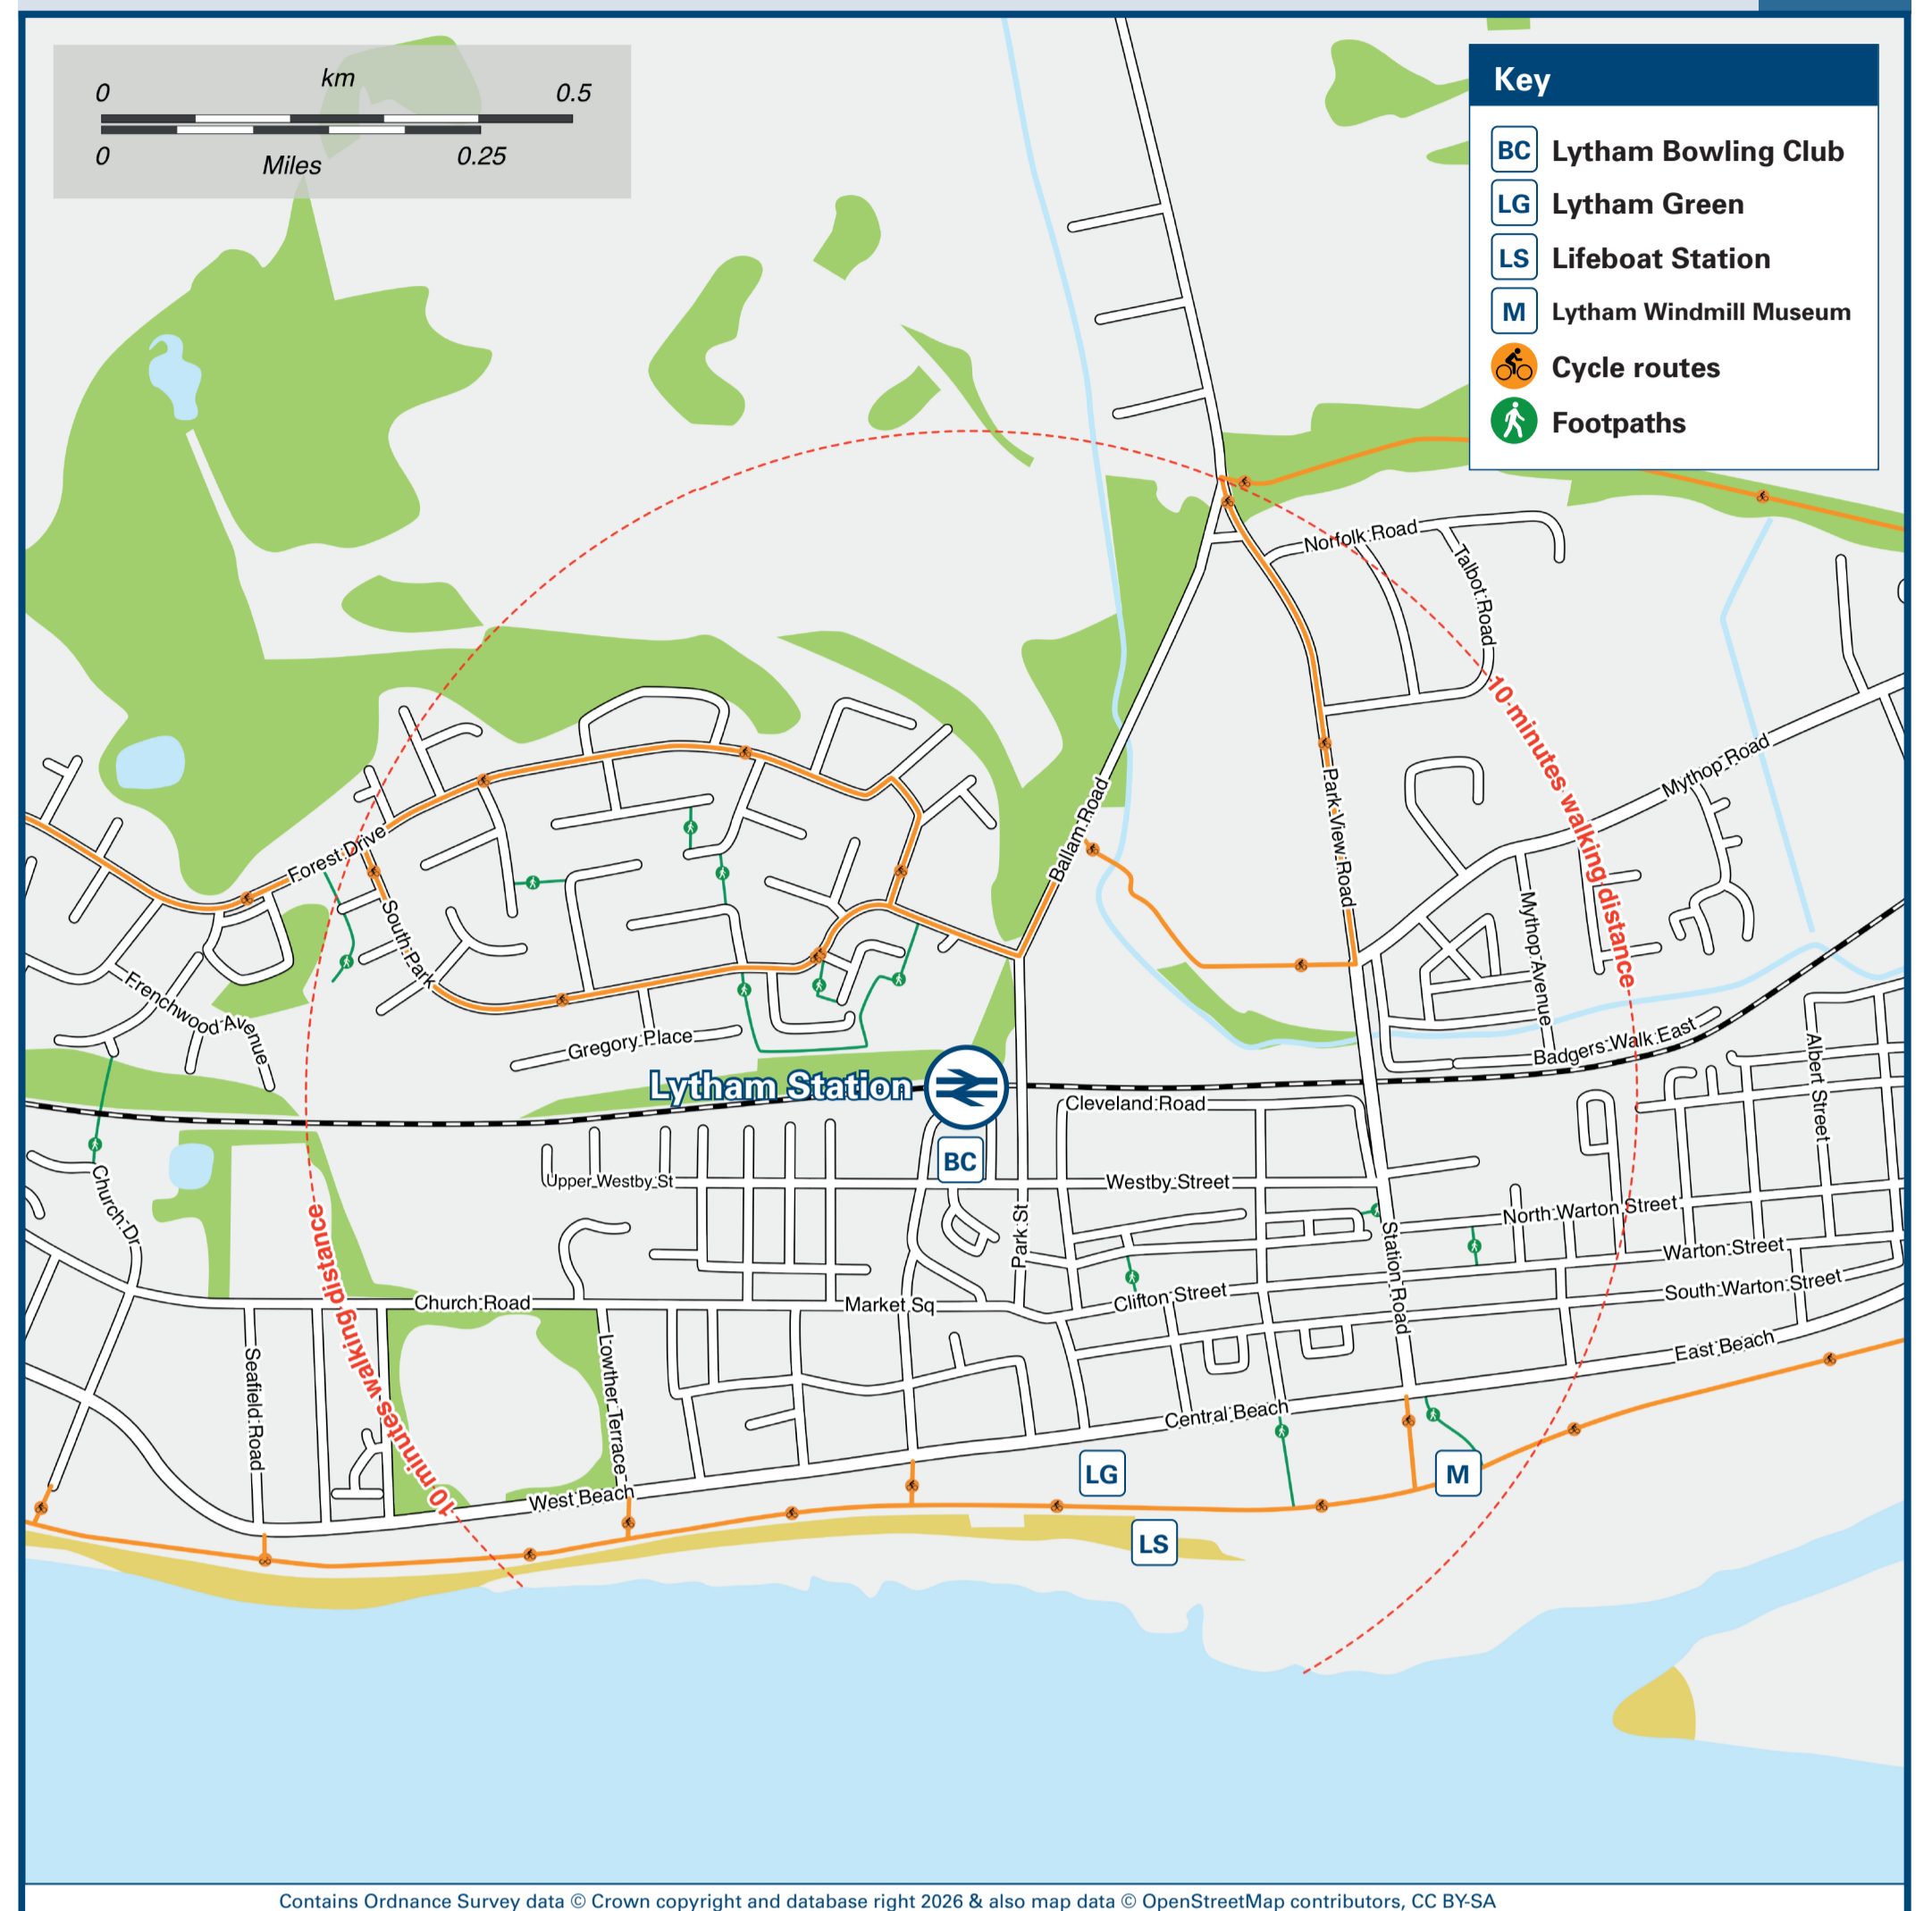 km
0
0.5
0
0.25
Miles
Key
BC Lytham Bowling Club
LG Lytham Green
LS Lifeboat Station
M Lytham Windmill Museum
Cycle routes
Footpaths
Norfolk Road
Talbot Road
10 minutes walking distance
Mythop Road
Park View Road
Ballam Road
Forest Drive
South Park
Mythop Avenue
Frenchwood Avenue
Gregory Place
Badgers Walk East
Albert Street
Lytham Station
Cleveland Road
BC
Upper Westby St
Westby Street
Church Dr
Park St
North Warton Street
Station Road
Warton Street
South Warton Street
10 minutes walking distance
Church Road
Market Sq
Clifton Street
Seafield Road
Lowther Terrace
East Beach
Central Beach
LG
M
West Beach
LS
Contains Ordnance Survey data © Crown copyright and database right 2026 & also map data © OpenStreetMap contributors, CC BY-SA